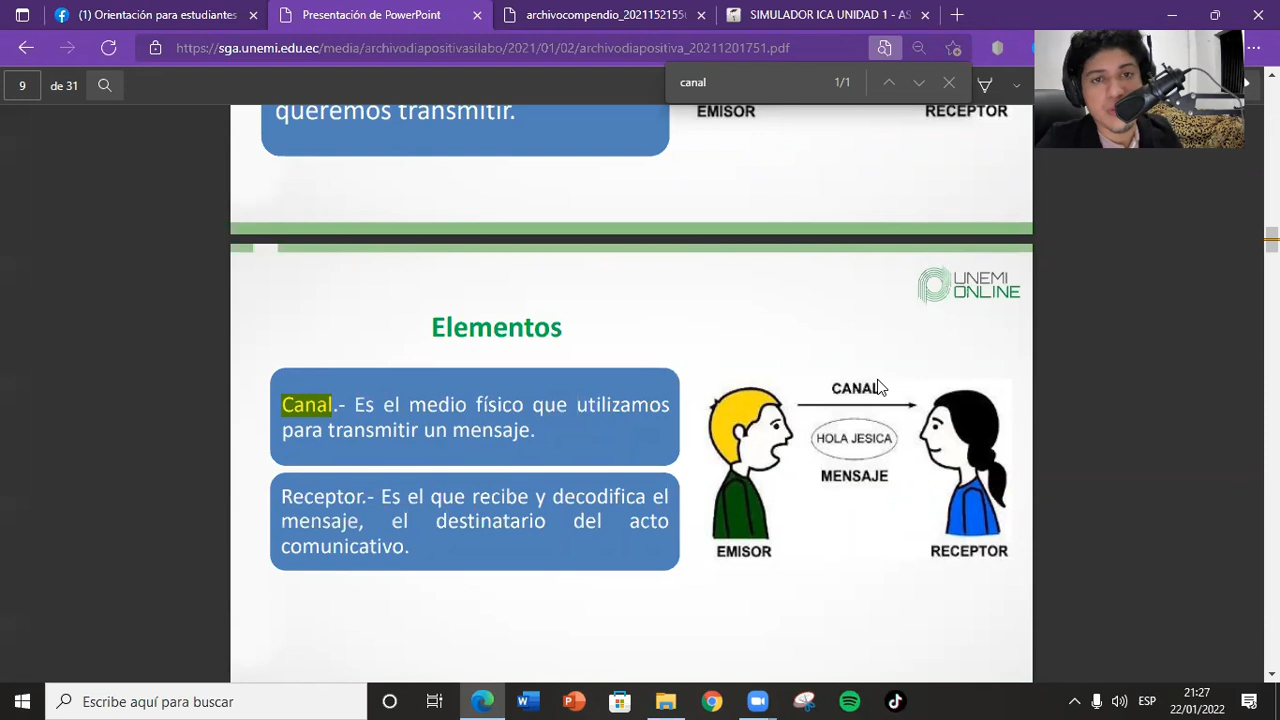 (1) Orientación para estudiantes
Presentación de PowerPoint
archivocompendio_2021152155
SIMULADOR ICA UNIDAD 1 - AS
https://sga.unemi.edu.ec/media/archivodiapositivasilabo/2021/01/02/archivodiapositiva_20211201751.pdf
9 de 31
canal 1/1
queremos transmitir.
EMISOR RECEPTOR
UNEMI
ONLINE
Elementos
Canal.- Es el medio físico que utilizamos
para transmitir un mensaje.
Receptor.- Es el que recibe y decodifica el
mensaje, el destinatario del acto
comunicativo.
CANAL
HOLA JESICA
MENSAJE
EMISOR RECEPTOR
Escribe aquí para buscar
ESP
21:27
22/01/2022